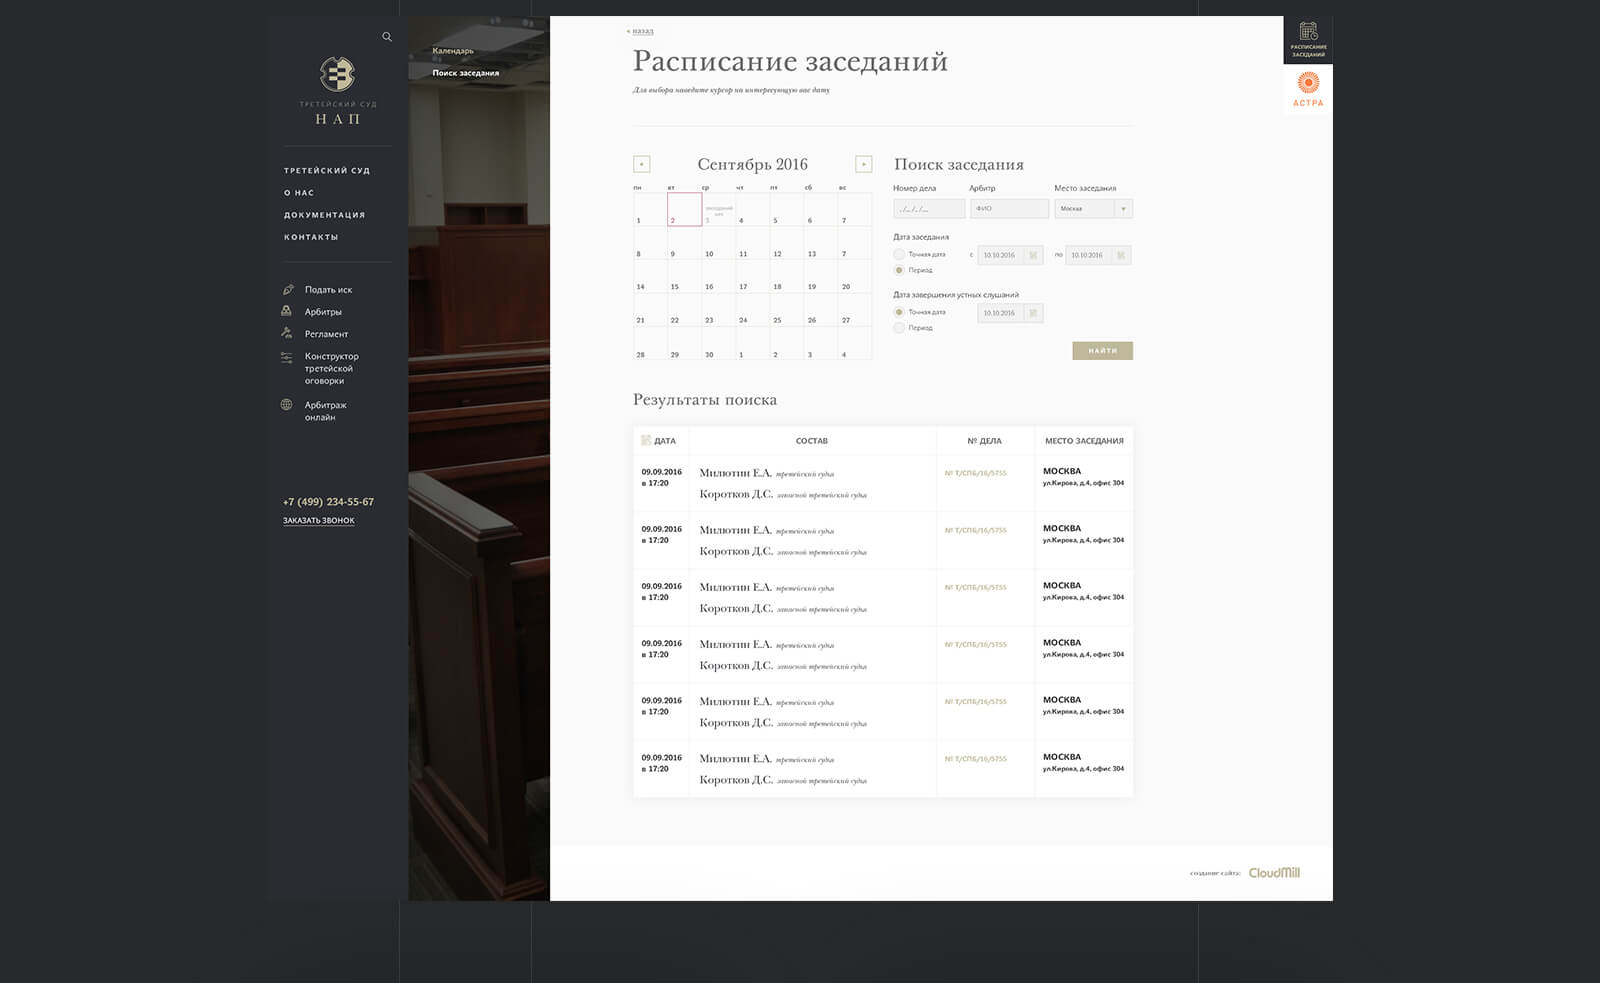 ТРЕТЕЙСКИЙ СУД
НАП
ТРЕТЕЙСКИЙ СУД
О НАС
ДОКУМЕНТАЦИЯ
КОНТАКТЫ
Подать иск
Арбитры
Регламент
Конструктор
третейской
оговорки
Арбитраж
онлайн
+7 (499) 234-55-67
ЗАКАЗАТЬ ЗВОНОК
Календарь
Поиск заседания
< назад
Расписание заседаний
Для выбора наведите курсор на интересующую вас дату
РАСПИСАНИЕ
ЗАСЕДАНИЙ
АСТРА
Сентябрь 2016
пн вт ср чт пт сб вс
заседаний
нет
1 2 3 4 5 6 7
8 9 10 11 12 13 7
14 15 16 17 18 19 20
21 22 23 24 25 26 27
28 29 30 1 2 3 4
Поиск заседания
Номер дела Арбитр Место заседания
../../../... ФИО Москва
Дата заседания
Точная дата с 10.10.2016 по 10.10.2016
Период
Дата завершения устных слушаний
Точная дата 10.10.2016
Период
НАЙТИ
Результаты поиска
ДАТА СОСТАВ № ДЕЛА МЕСТО ЗАСЕДАНИЯ
09.09.2016 Милютин Е.А. третейский судья № Т/СПБ/16/5755 МОСКВА
в 17:20 Коротков Д.С. запасной третейский судья ул.Кирова, д.4, офис 304
09.09.2016 Милютин Е.А. третейский судья № Т/СПБ/16/5755 МОСКВА
в 17:20 Коротков Д.С. запасной третейский судья ул.Кирова, д.4, офис 304
09.09.2016 Милютин Е.А. третейский судья № Т/СПБ/16/5755 МОСКВА
в 17:20 Коротков Д.С. запасной третейский судья ул.Кирова, д.4, офис 304
09.09.2016 Милютин Е.А. третейский судья № Т/СПБ/16/5755 МОСКВА
в 17:20 Коротков Д.С. запасной третейский судья ул.Кирова, д.4, офис 304
09.09.2016 Милютин Е.А. третейский судья № Т/СПБ/16/5755 МОСКВА
в 17:20 Коротков Д.С. запасной третейский судья ул.Кирова, д.4, офис 304
09.09.2016 Милютин Е.А. третейский судья № Т/СПБ/16/5755 МОСКВА
в 17:20 Коротков Д.С. запасной третейский судья ул.Кирова, д.4, офис 304
создание сайта: CloudMill